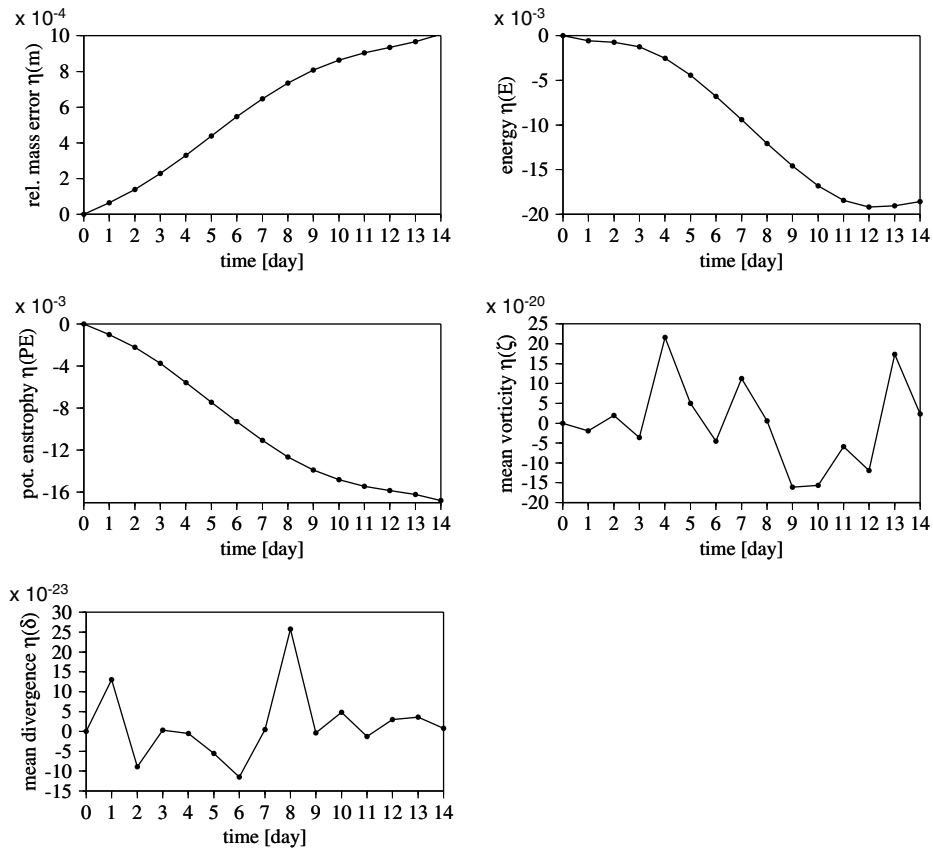 x 10-4
rel. mass error η(m)
10
8
6
4
2
0
0 1 2 3 4 5 6 7 8 9 10 11 12 13 14
time [day]
x 10-3
energy η(E)
0
-5
-10
-15
-20
0 1 2 3 4 5 6 7 8 9 10 11 12 13 14
time [day]
x 10-3
pot. enstrophy η(PE)
0
-4
-8
-12
-16
0 1 2 3 4 5 6 7 8 9 10 11 12 13 14
time [day]
x 10-20
mean vorticity η(ζ)
25
20
15
10
5
0
-5
-10
-15
-20
0 1 2 3 4 5 6 7 8 9 10 11 12 13 14
time [day]
x 10-23
mean divergence η(δ)
30
25
20
15
10
5
0
-5
-10
-15
0 1 2 3 4 5 6 7 8 9 10 11 12 13 14
time [day]